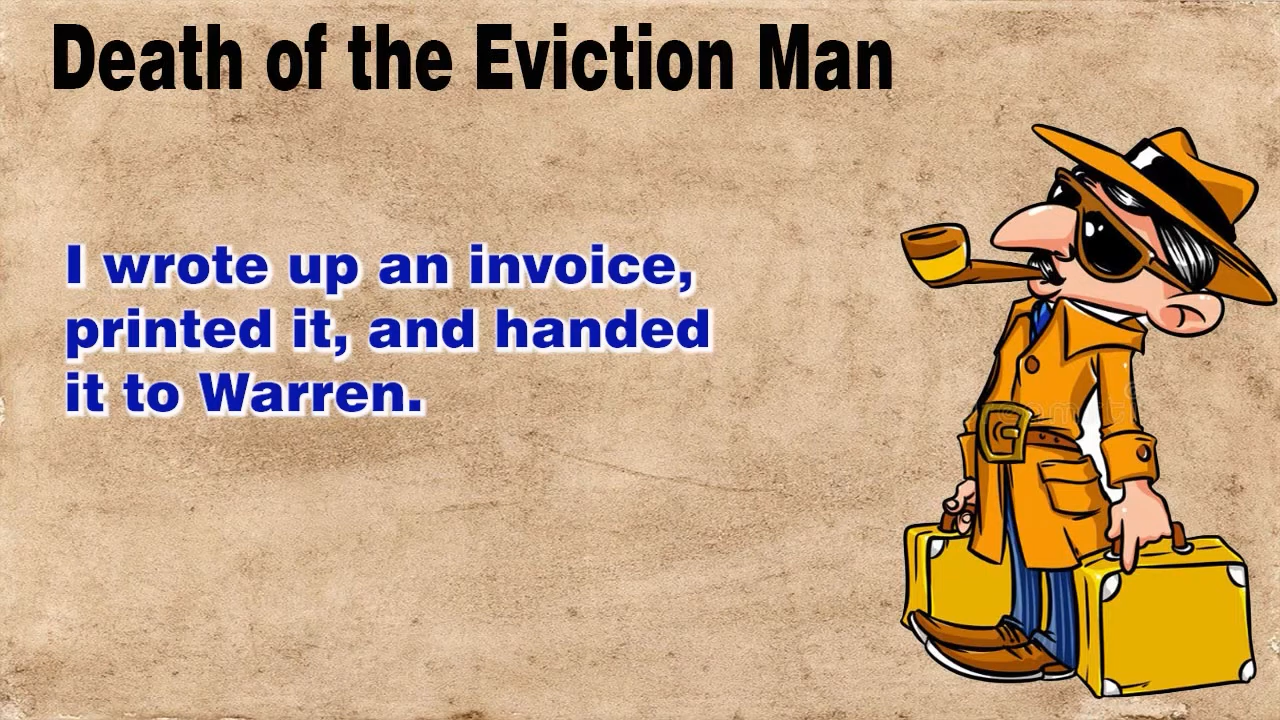 Death of the Eviction Man
I wrote up an invoice,
printed it, and handed
it to Warren.